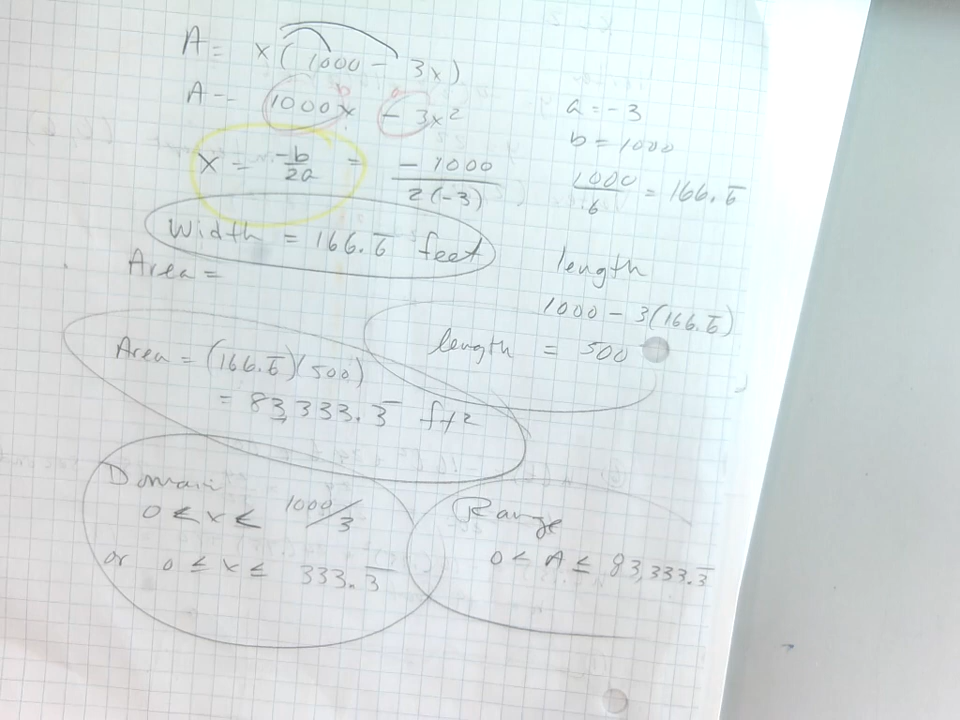 A = x(1000 - 3x)
A = 1000x - 3x²
b a
a = -3
b = 1000
x = -b/2a = -1000/2(-3)
1000/6 = 166.6̅
Width = 166.6̅ feet
Area =
length
1000 - 3(166.6̅)
length = 500
Area = (166.6̅)(500)
= 83,333.3̅ ft²
Domain
0 ≤ x ≤ 1000/3
or 0 ≤ x ≤ 333.3̅
Range
0 ≤ A ≤ 83,333.3̅